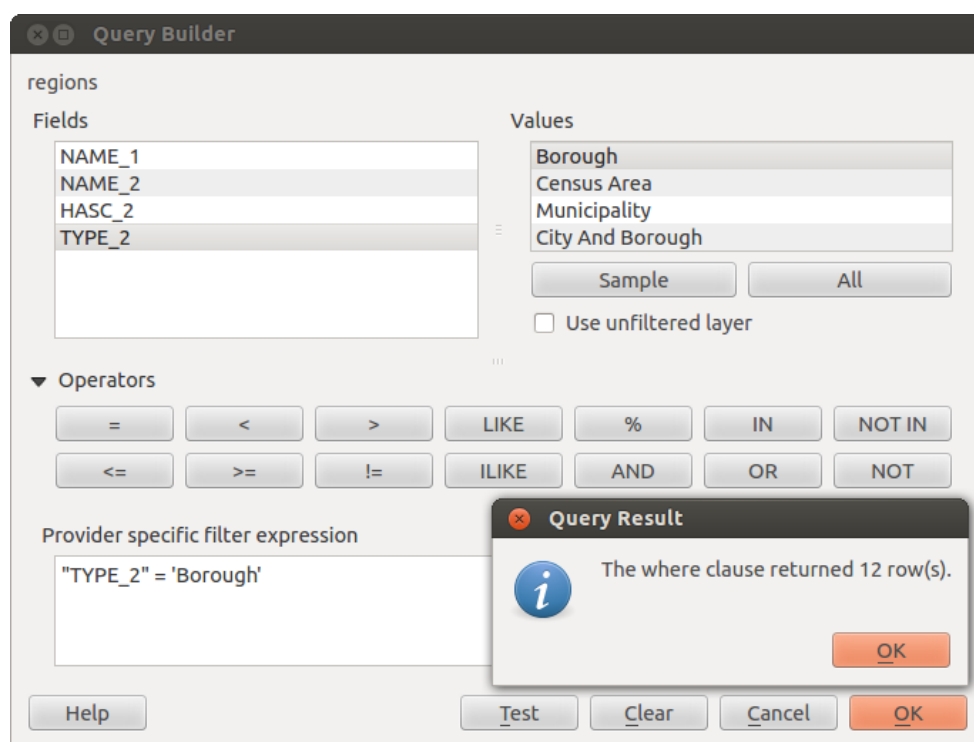 Query Builder
regions
Fields
Values
NAME_1
NAME_2
HASC_2
TYPE_2
Borough
Census Area
Municipality
City And Borough
Sample
All
Use unfiltered layer
Operators
= < > LIKE % IN NOT IN
<= >= != ILIKE AND OR NOT
Provider specific filter expression
"TYPE_2" = 'Borough'
Query Result
The where clause returned 12 row(s).
OK
Help Test Clear Cancel OK